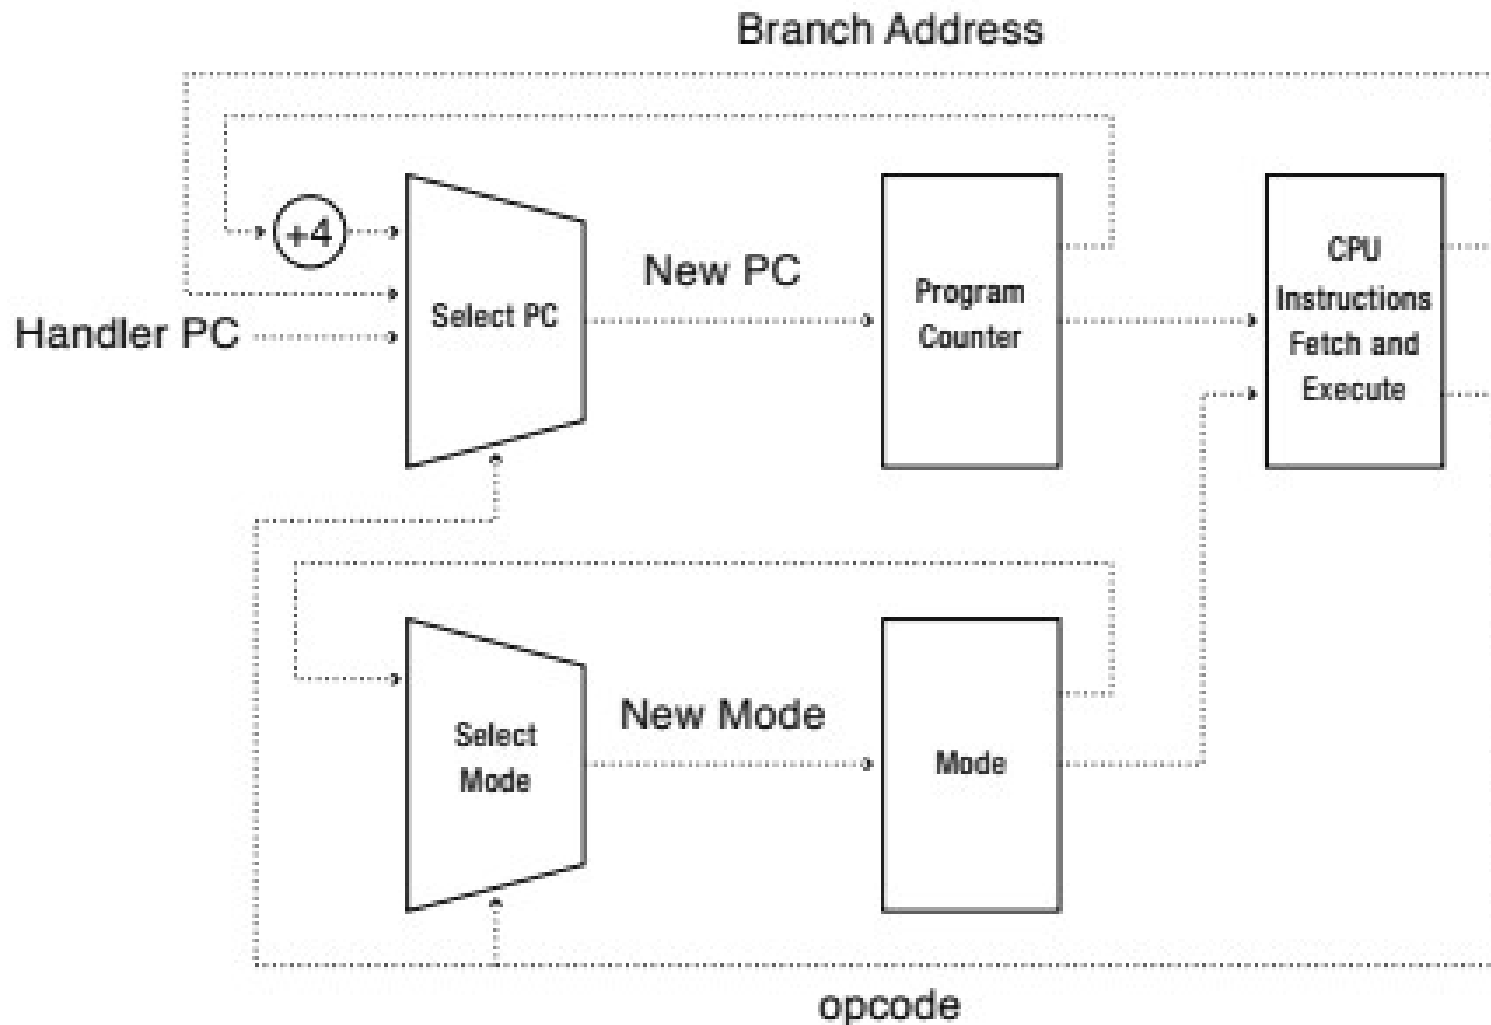 Branch Address
+4
Handler PC
Select PC
New PC
Program
Counter
CPU
Instructions
Fetch and
Execute
Select
Mode
New Mode
Mode
opcode